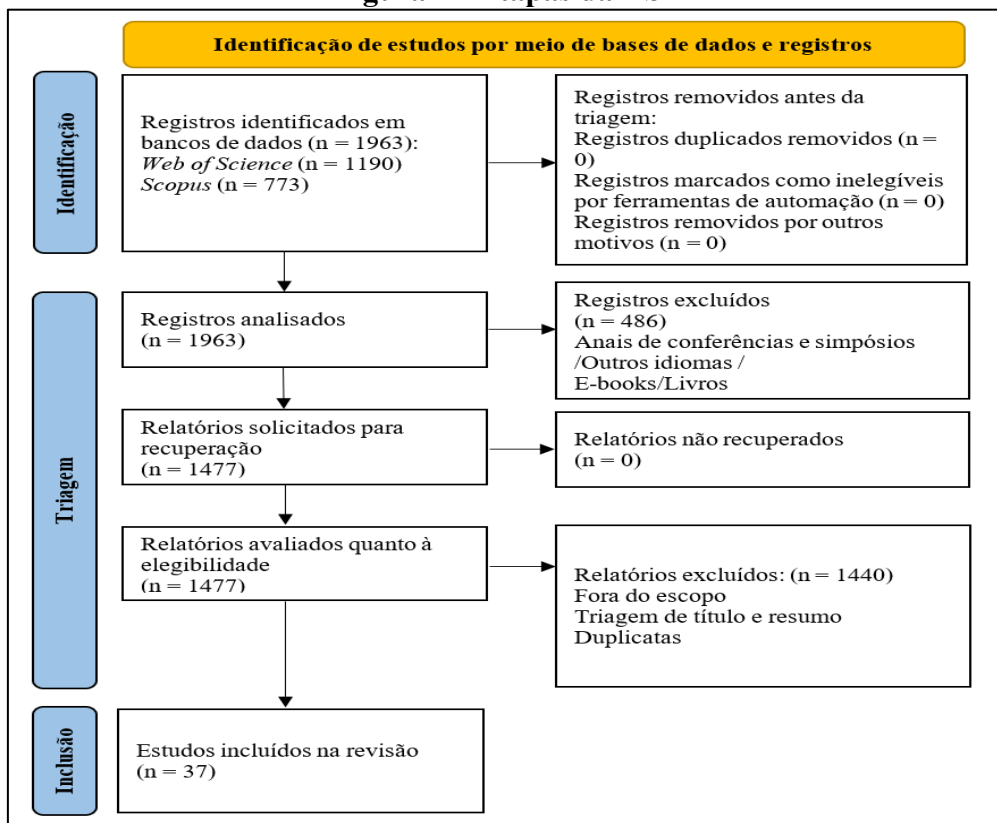 Identificação de estudos por meio de bases de dados e registros
Identificação
Registros identificados em
bancos de dados (n = 1963):
Web of Science (n = 1190)
Scopus (n = 773)
Registros removidos antes da
triagem:
Registros duplicados removidos (n =
0)
Registros marcados como inelegíveis
por ferramentas de automação (n = 0)
Registros removidos por outros
motivos (n = 0)
Triagem
Registros analisados
(n = 1963)
Registros excluídos
(n = 486)
Anais de conferências e simpósios
/Outros idiomas /
E-books/Livros
Relatórios solicitados para
recuperação
(n = 1477)
Relatórios não recuperados
(n = 0)
Relatórios avaliados quanto à
elegibilidade
(n = 1477)
Relatórios excluídos: (n = 1440)
Fora do escopo
Triagem de título e resumo
Duplicatas
Inclusão
Estudos incluídos na revisão
(n = 37)